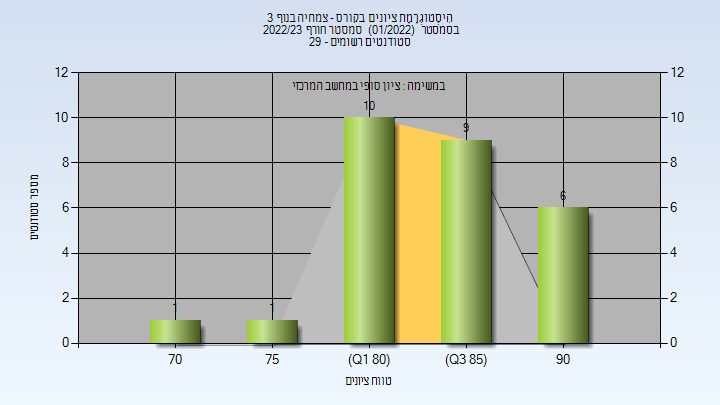 היסטוגרמת ציונים בקורס - צמחיה בנוף 3
בסמסטר (01/2022) סמסטר חורף 2022/23
סטודנטים רשומים - 29
במשימה : ציון סופי במחשב המרכזי
12 12
10 10
8 8
6 6
4 4
2 2
0 0
1 1 10 9 6
מספר סטודנטים
70 75 (Q1 80) (Q3 85) 90
טווח ציונים